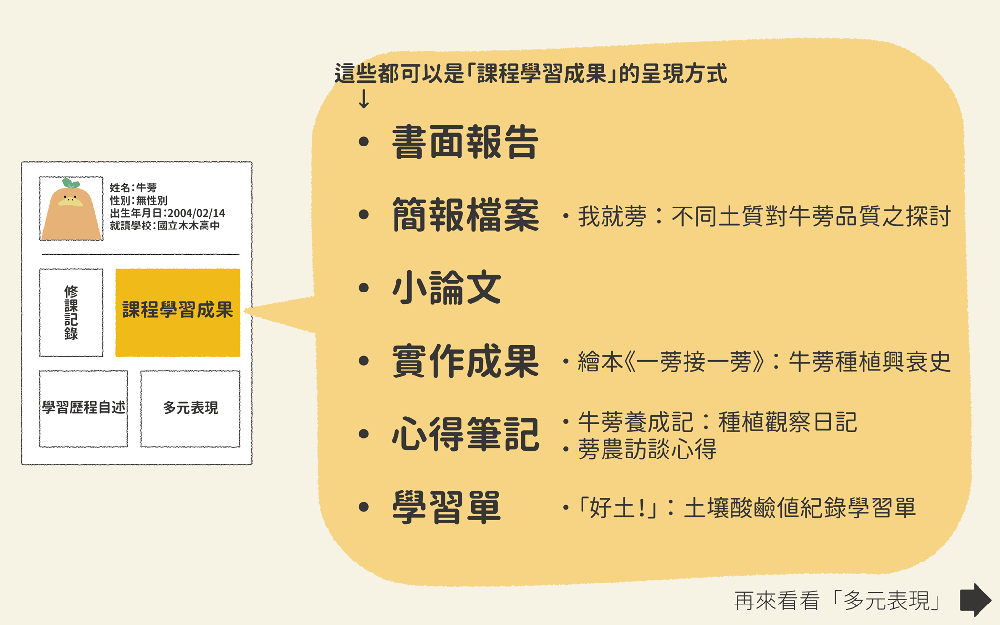 姓名：牛蒡
性別：無性別
出生年月日：2004/02/14
就讀學校：國立木木高中
修課記錄
課程學習成果
學習歷程自述
多元表現
這些都可以是「課程學習成果」的呈現方式
↓
• 書面報告
• 簡報檔案
・我就蒡：不同土質對牛蒡品質之探討
• 小論文
• 實作成果
・繪本《一蒡接一蒡》：牛蒡種植興衰史
• 心得筆記
・牛蒡養成記：種植觀察日記
・蒡農訪談心得
• 學習單
・「好土！」：土壤酸鹼值紀錄學習單
再來看看「多元表現」